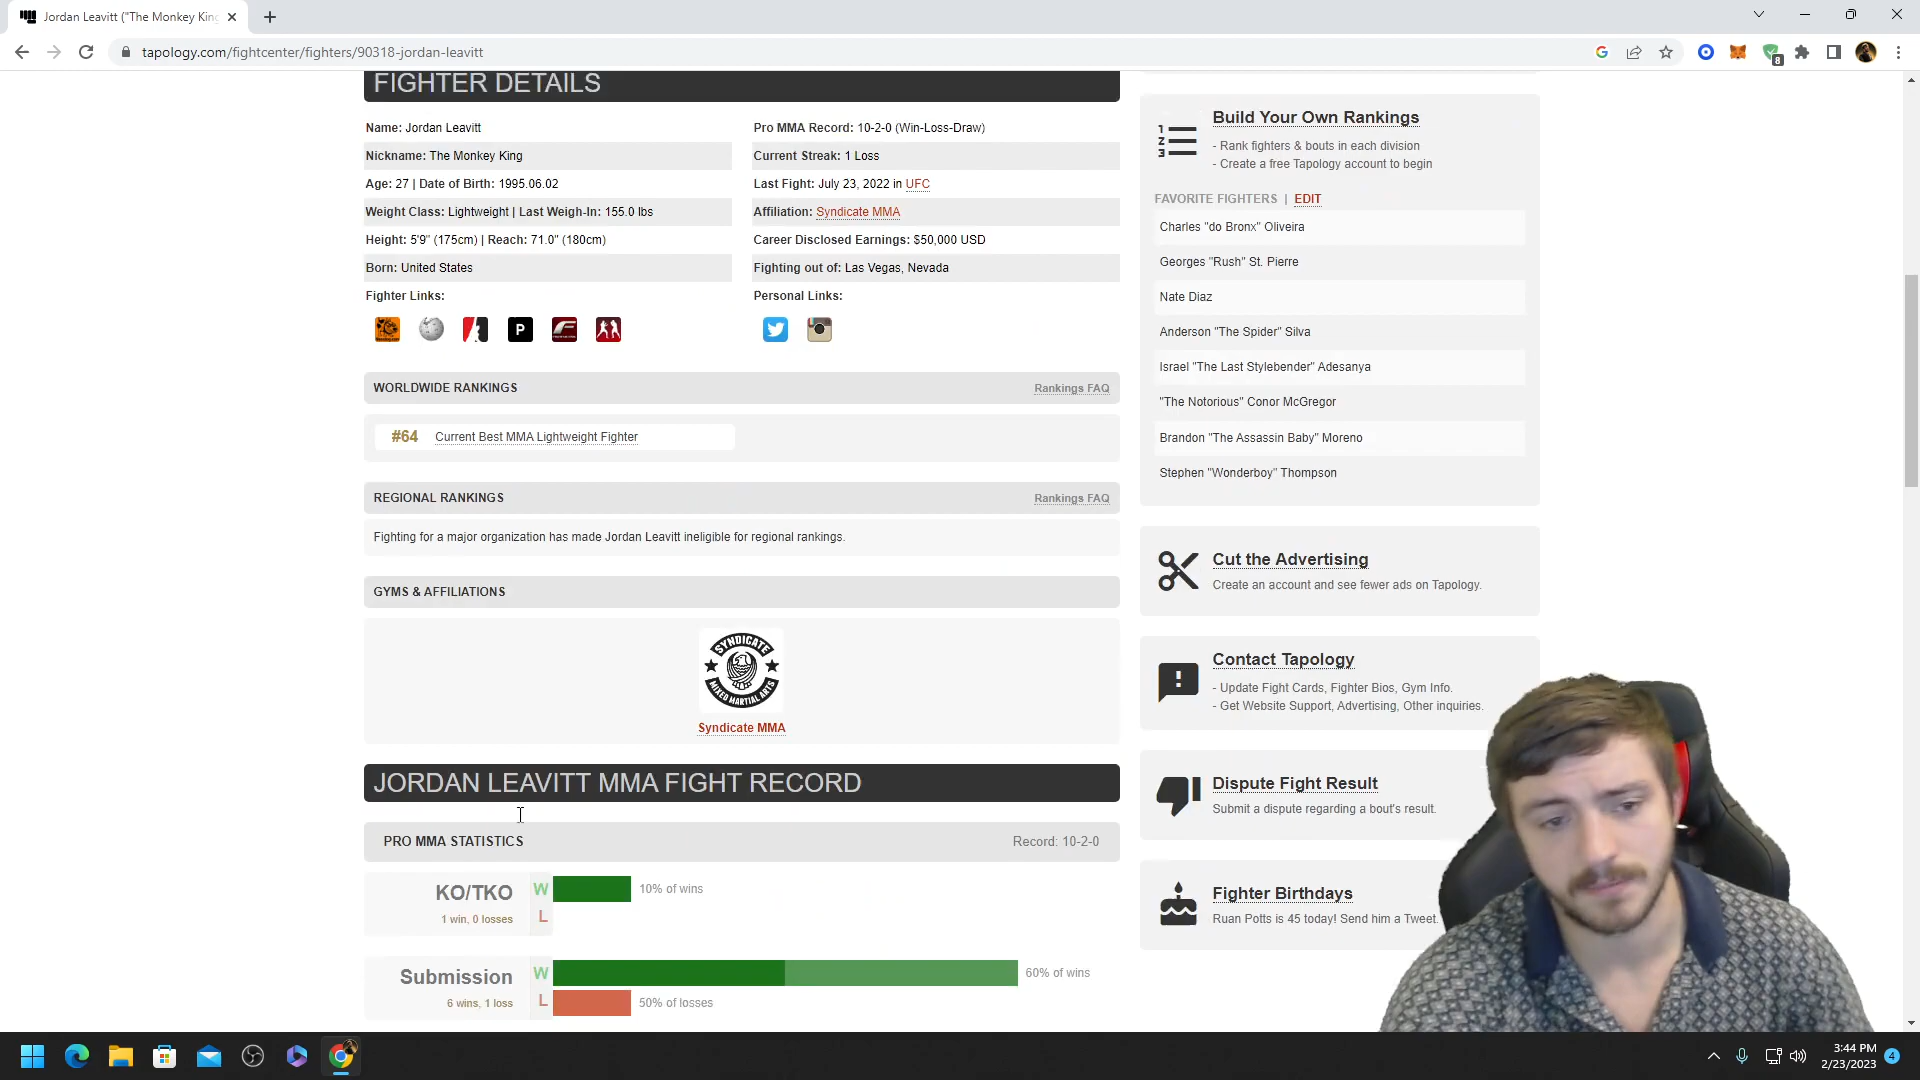 Jordan Leavitt ("The Monkey King
tapology.com/fightcenter/fighters/90318-jordan-leavitt
8
FIGHTER DETAILS
Name: Jordan Leavitt
Nickname: The Monkey King
Age: 27 | Date of Birth: 1995.06.02
Weight Class: Lightweight | Last Weigh-In: 155.0 lbs
Height: 5'9" (175cm) | Reach: 71.0" (180cm)
Born: United States
Fighter Links:
P
Pro MMA Record: 10-2-0 (Win-Loss-Draw)
Current Streak: 1 Loss
Last Fight: July 23, 2022 in UFC
Affiliation: Syndicate MMA
Career Disclosed Earnings: $50,000 USD
Fighting out of: Las Vegas, Nevada
Personal Links:
WORLDWIDE RANKINGS
Rankings FAQ
#64 Current Best MMA Lightweight Fighter
REGIONAL RANKINGS
Rankings FAQ
Fighting for a major organization has made Jordan Leavitt ineligible for regional rankings.
GYMS & AFFILIATIONS
SYNDICATE
MIXED MARTIAL ARTS
Syndicate MMA
JORDAN LEAVITT MMA FIGHT RECORD
PRO MMA STATISTICS
Record: 10-2-0
KO/TKO
1 win, 0 losses
W
L
10% of wins
Submission
6 wins, 1 loss
W
L
60% of wins
50% of losses
1
2
3
Build Your Own Rankings
- Rank fighters & bouts in each division
- Create a free Tapology account to begin
FAVORITE FIGHTERS | EDIT
Charles "do Bronx" Oliveira
Georges "Rush" St. Pierre
Nate Diaz
Anderson "The Spider" Silva
Israel "The Last Stylebender" Adesanya
"The Notorious" Conor McGregor
Brandon "The Assassin Baby" Moreno
Stephen "Wonderboy" Thompson
Cut the Advertising
Create an account and see fewer ads on Tapology.
Contact Tapology
- Update Fight Cards, Fighter Bios, Gym Info.
- Get Website Support, Advertising, Other inquiries.
Dispute Fight Result
Submit a dispute regarding a bout's result.
Fighter Birthdays
Ruan Potts is 45 today! Send him a Tweet.
3:44 PM
2/23/2023
4